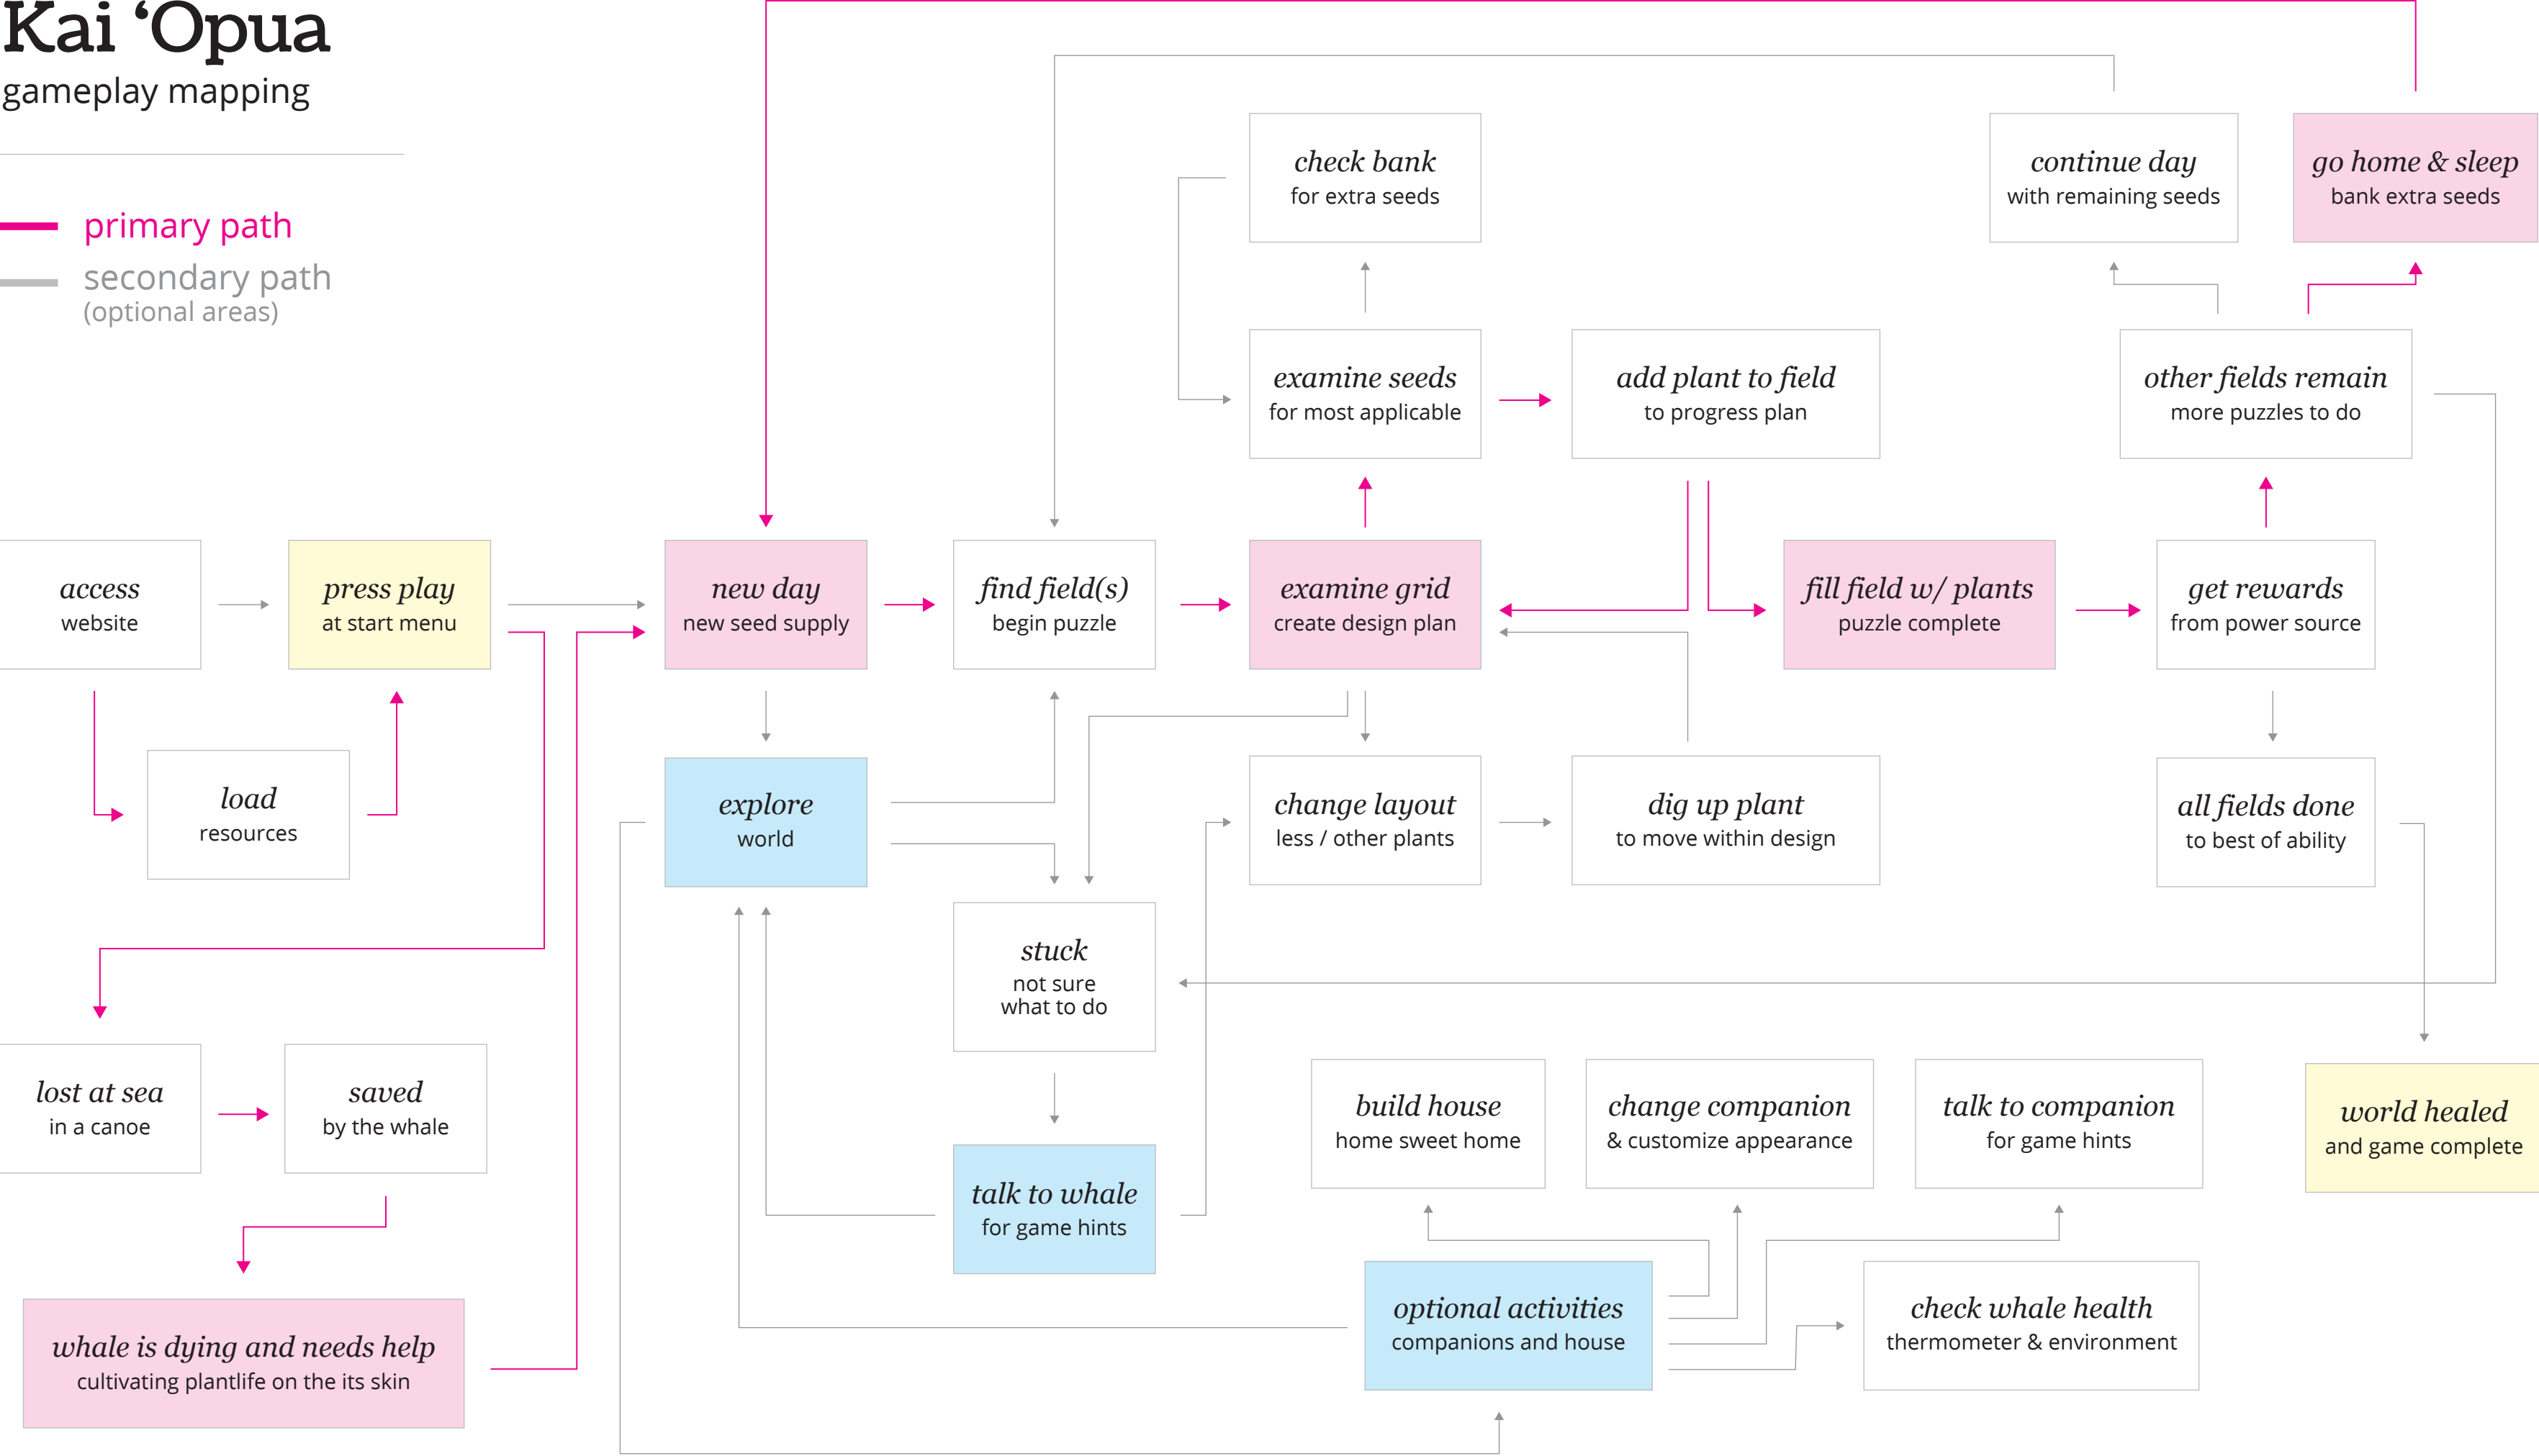 Kai ‘Opua
gameplay mapping
primary path
secondary path
(optional areas)
check bank
for extra seeds
continue day
with remaining seeds
go home & sleep
bank extra seeds
examine seeds
for most applicable
add plant to field
to progress plan
other fields remain
more puzzles to do
access
website
press play
at start menu
new day
new seed supply
find field(s)
begin puzzle
examine grid
create design plan
fill field w/ plants
puzzle complete
get rewards
from power source
load
resources
explore
world
change layout
less / other plants
dig up plant
to move within design
all fields done
to best of ability
stuck
not sure
what to do
lost at sea
in a canoe
saved
by the whale
build house
home sweet home
change companion
& customize appearance
talk to companion
for game hints
world healed
and game complete
talk to whale
for game hints
whale is dying and needs help
cultivating plantlife on the its skin
optional activities
companions and house
check whale health
thermometer & environment